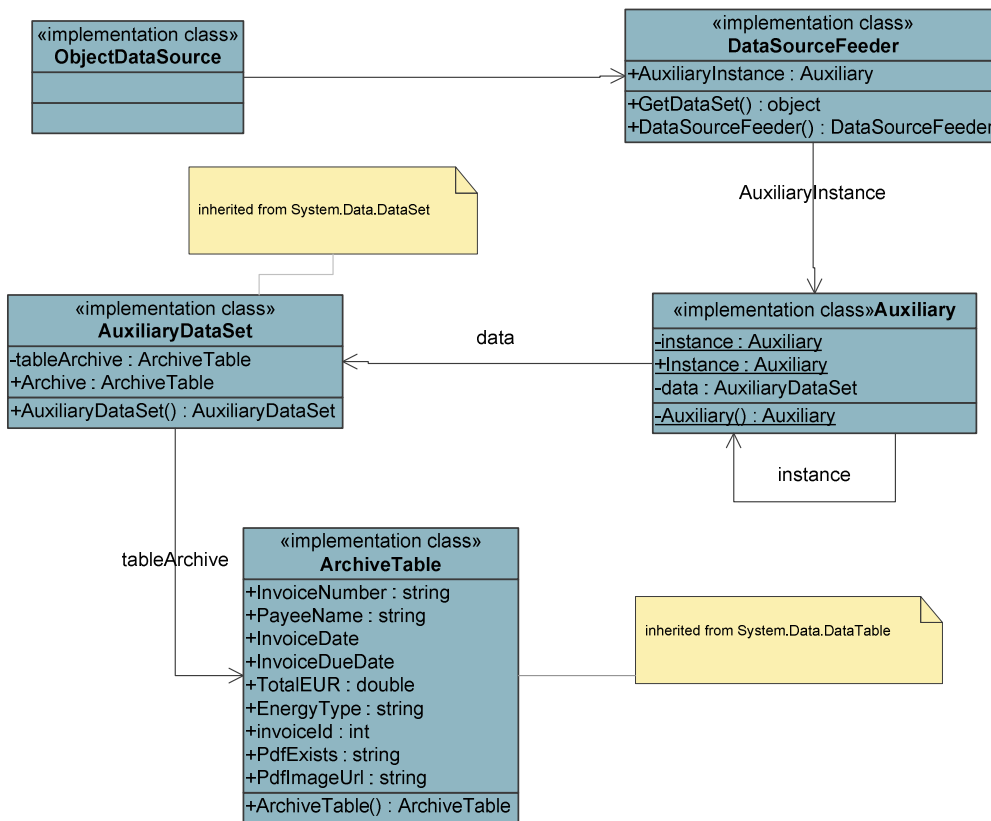 «implementation class»
ObjectDataSource
«implementation class»
DataSourceFeeder
+AuxiliaryInstance : Auxiliary
+GetDataSet() : object
+DataSourceFeeder() : DataSourceFeeder
AuxiliaryInstance
inherited from System.Data.DataSet
«implementation class»
AuxiliaryDataSet
-tableArchive : ArchiveTable
+Archive : ArchiveTable
+AuxiliaryDataSet() : AuxiliaryDataSet
data
«implementation class»Auxiliary
-instance : Auxiliary
+Instance : Auxiliary
-data : AuxiliaryDataSet
-Auxiliary() : Auxiliary
instance
tableArchive
«implementation class»
ArchiveTable
+InvoiceNumber : string
+PayeeName : string
+InvoiceDate
+InvoiceDueDate
+TotalEUR : double
+EnergyType : string
+invoiceId : int
+PdfExists : string
+PdfImageUrl : string
+ArchiveTable() : ArchiveTable
inherited from System.Data.DataTable